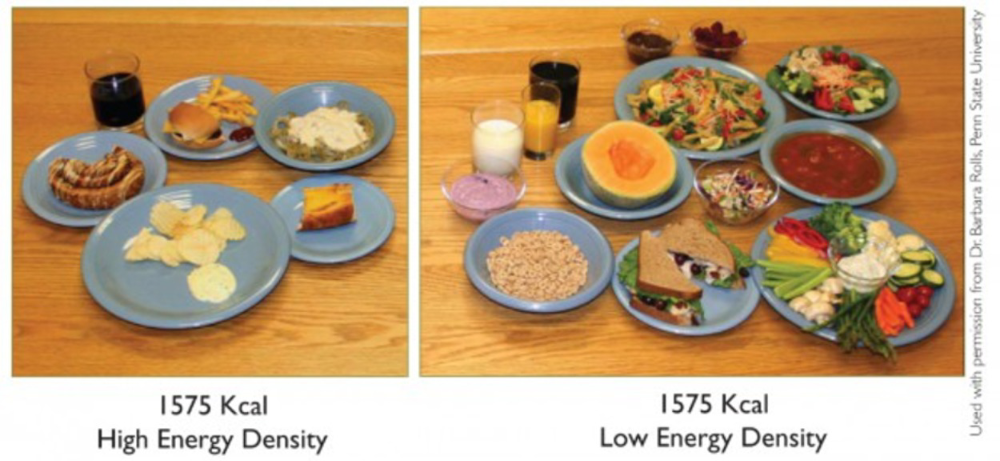 1575 Kcal
High Energy Density
1575 Kcal
Low Energy Density
Used with permission from Dr. Barbara Rolls, Penn State University